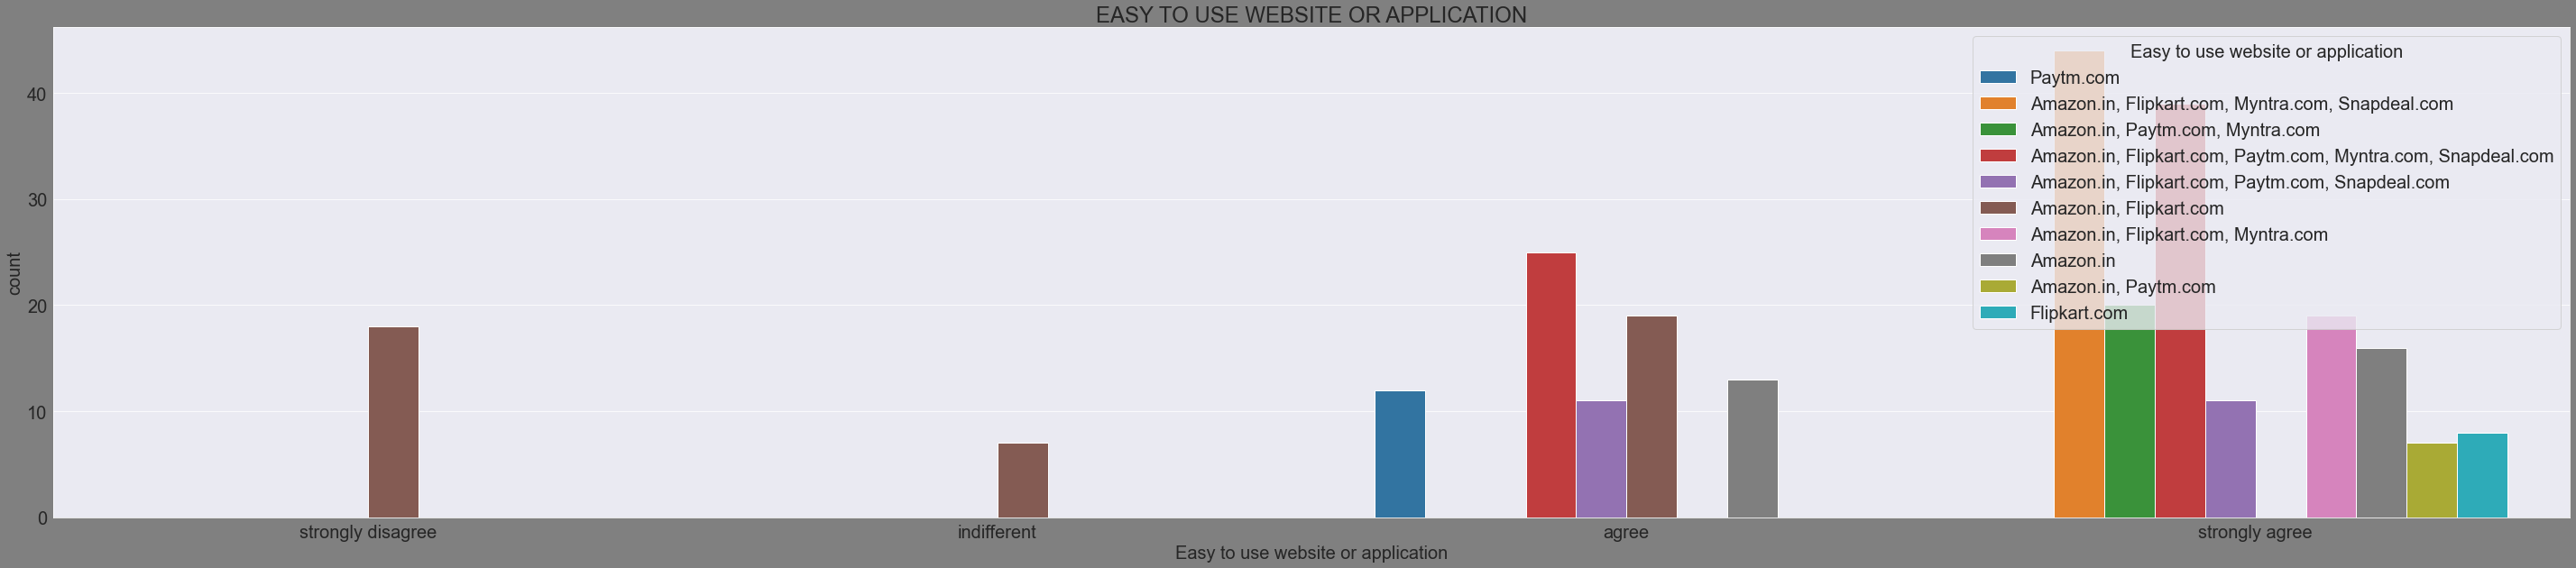 EASY TO USE WEBSITE OR APPLICATION
Easy to use website or application
Paytm.com
Amazon.in, Flipkart.com, Myntra.com, Snapdeal.com
Amazon.in, Paytm.com, Myntra.com
Amazon.in, Flipkart.com, Paytm.com, Myntra.com, Snapdeal.com
Amazon.in, Flipkart.com, Paytm.com, Snapdeal.com
Amazon.in, Flipkart.com
Amazon.in, Flipkart.com, Myntra.com
Amazon.in
Amazon.in, Paytm.com
Flipkart.com
count
40
30
20
10
0
strongly disagree indifferent agree strongly agree
Easy to use website or application